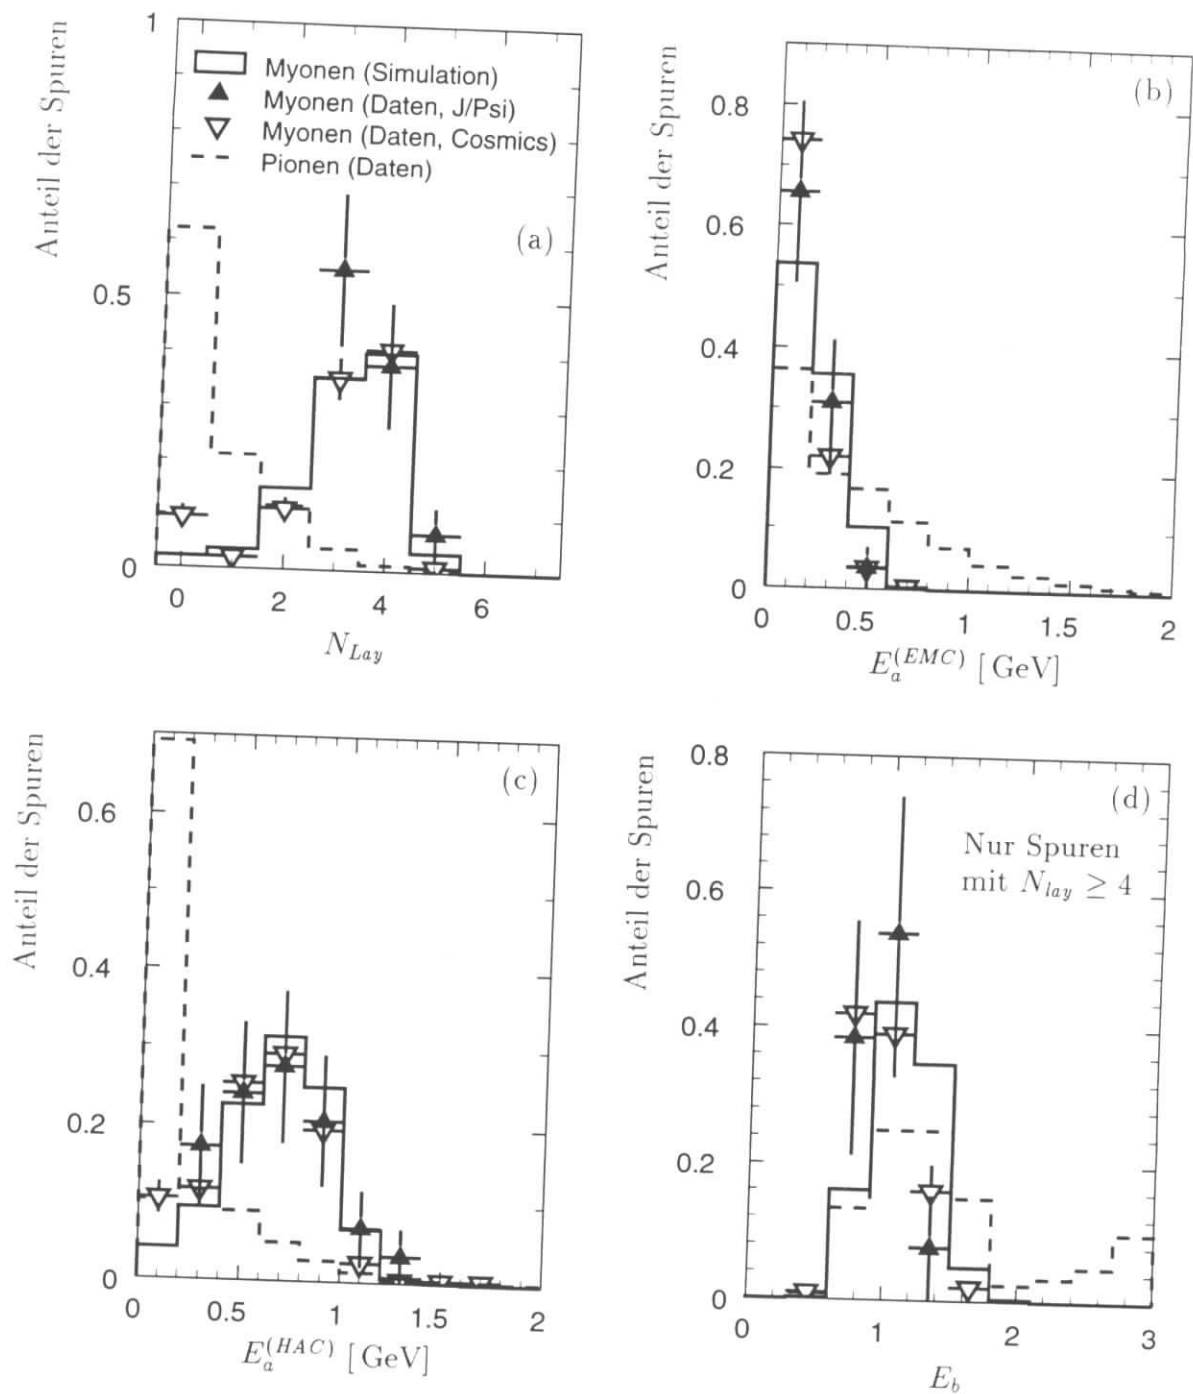 Anteil der Spuren
1
0.5
0
Myonen (Simulation)
Myonen (Daten, J/Psi)
Myonen (Daten, Cosmics)
Pionen (Daten)
(a)
0 2 4 6
N_{Lay}
Anteil der Spuren
0.8
0.6
0.4
0.2
0
(b)
0 0.5 1 1.5 2
E_a^{(EMC)} [GeV]
Anteil der Spuren
0.6
0.4
0.2
0
(c)
0 0.5 1 1.5 2
E_a^{(HAC)} [GeV]
Anteil der Spuren
0.8
0.6
0.4
0.2
0
(d)
Nur Spuren
mit N_{lay} ≥ 4
0 1 2 3
E_b